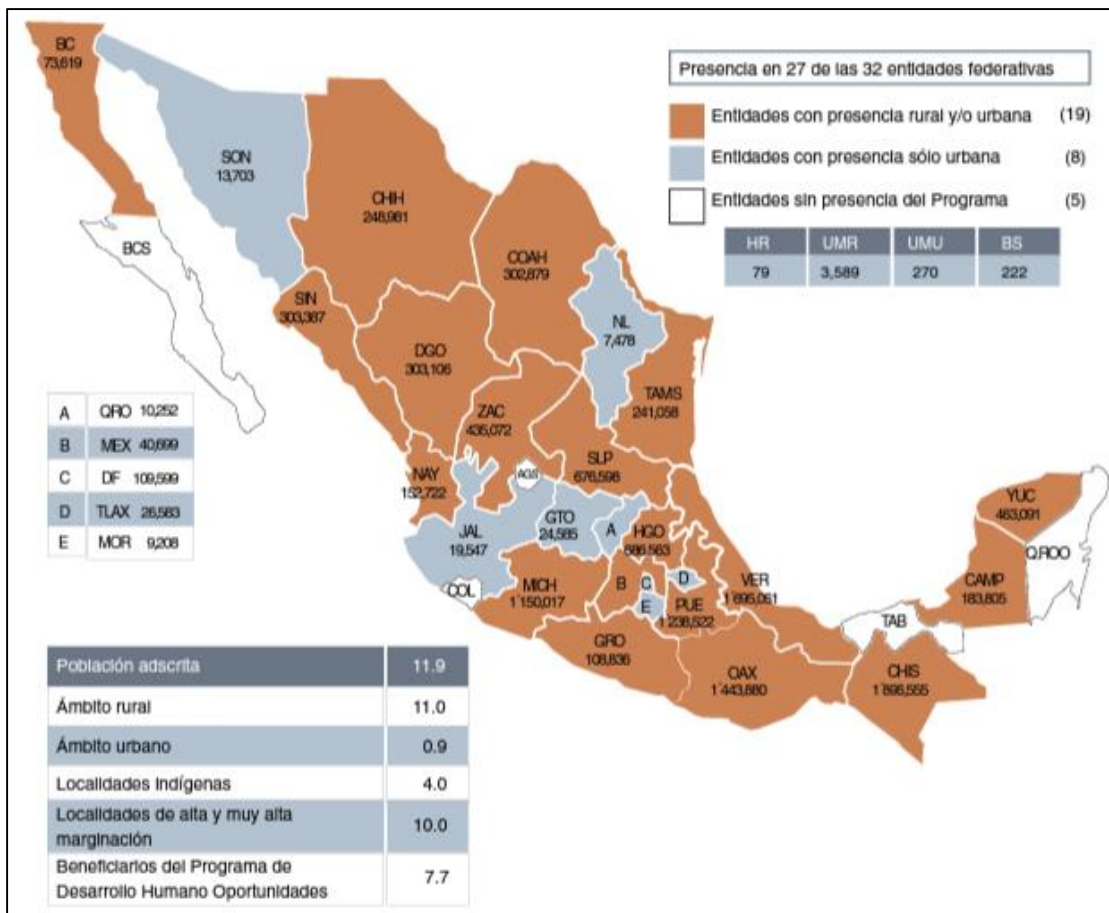 BC
73,619
SON
13,703
CHIH
248,981
COAH
302,879
BCS
SIN
303,387
NL
7,478
DGO
303,106
TAMS
241,058
ZAC
435,072
SLP
676,598
NAY
152,722
AGS
JAL
19,547
GTO
24,585
A
HGO
686,563
COL
MICH
1´150,017
B
C
D
E
PUE
1´238,522
VER
1´695,061
GRO
108,836
OAX
1´443,880
TAB
CHIS
1´896,555
CAMP
183,805
YUC
463,091
Q.ROO
Presencia en 27 de las 32 entidades federativas
Entidades con presencia rural y/o urbana (19)
Entidades con presencia sólo urbana (8)
Entidades sin presencia del Programa (5)
HR UMR UMU BS
79 3,589 270 222
A QRO 10,252
B MEX 40,699
C DF 109,599
D TLAX 26,583
E MOR 9,208
Población adscrita 11.9
Ámbito rural 11.0
Ámbito urbano 0.9
Localidades Indígenas 4.0
Localidades de alta y muy alta
marginación 10.0
Beneficiarios del Programa de
Desarrollo Humano Oportunidades 7.7